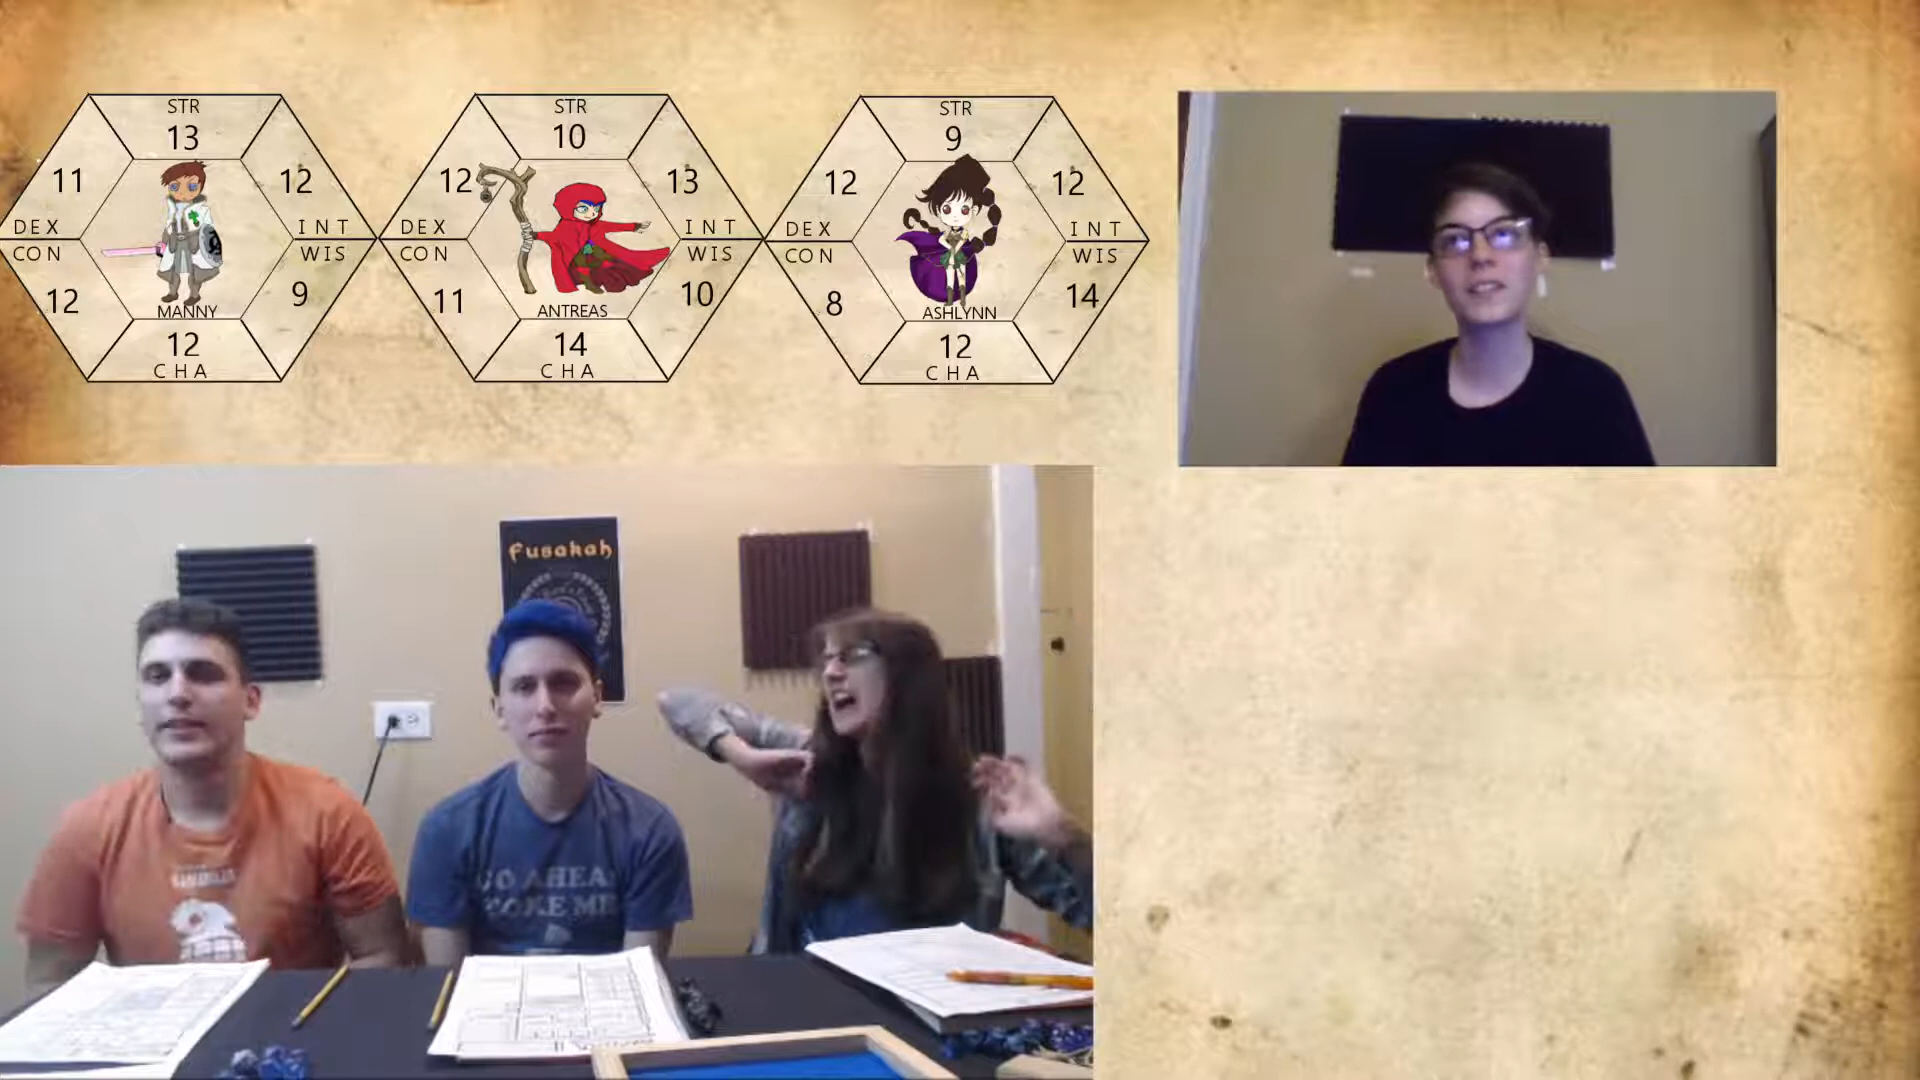 STR
13
11
12
DEX
INT
CON
WIS
12
9
MANNY
12
CHA
STR
10
12
13
DEX
INT
CON
WIS
11
10
ANTREAS
14
CHA
STR
9
12
12
DEX
INT
CON
WIS
8
14
ASHLYNN
12
CHA
Fusakah
GO AHEA